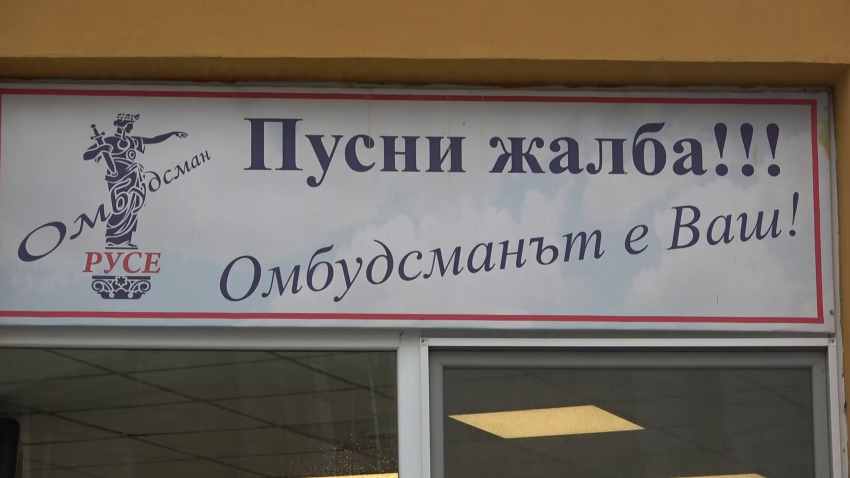 Пусни жалба!!!
Омбудсман
РУСЕ
Омбудсманът е Ваш!